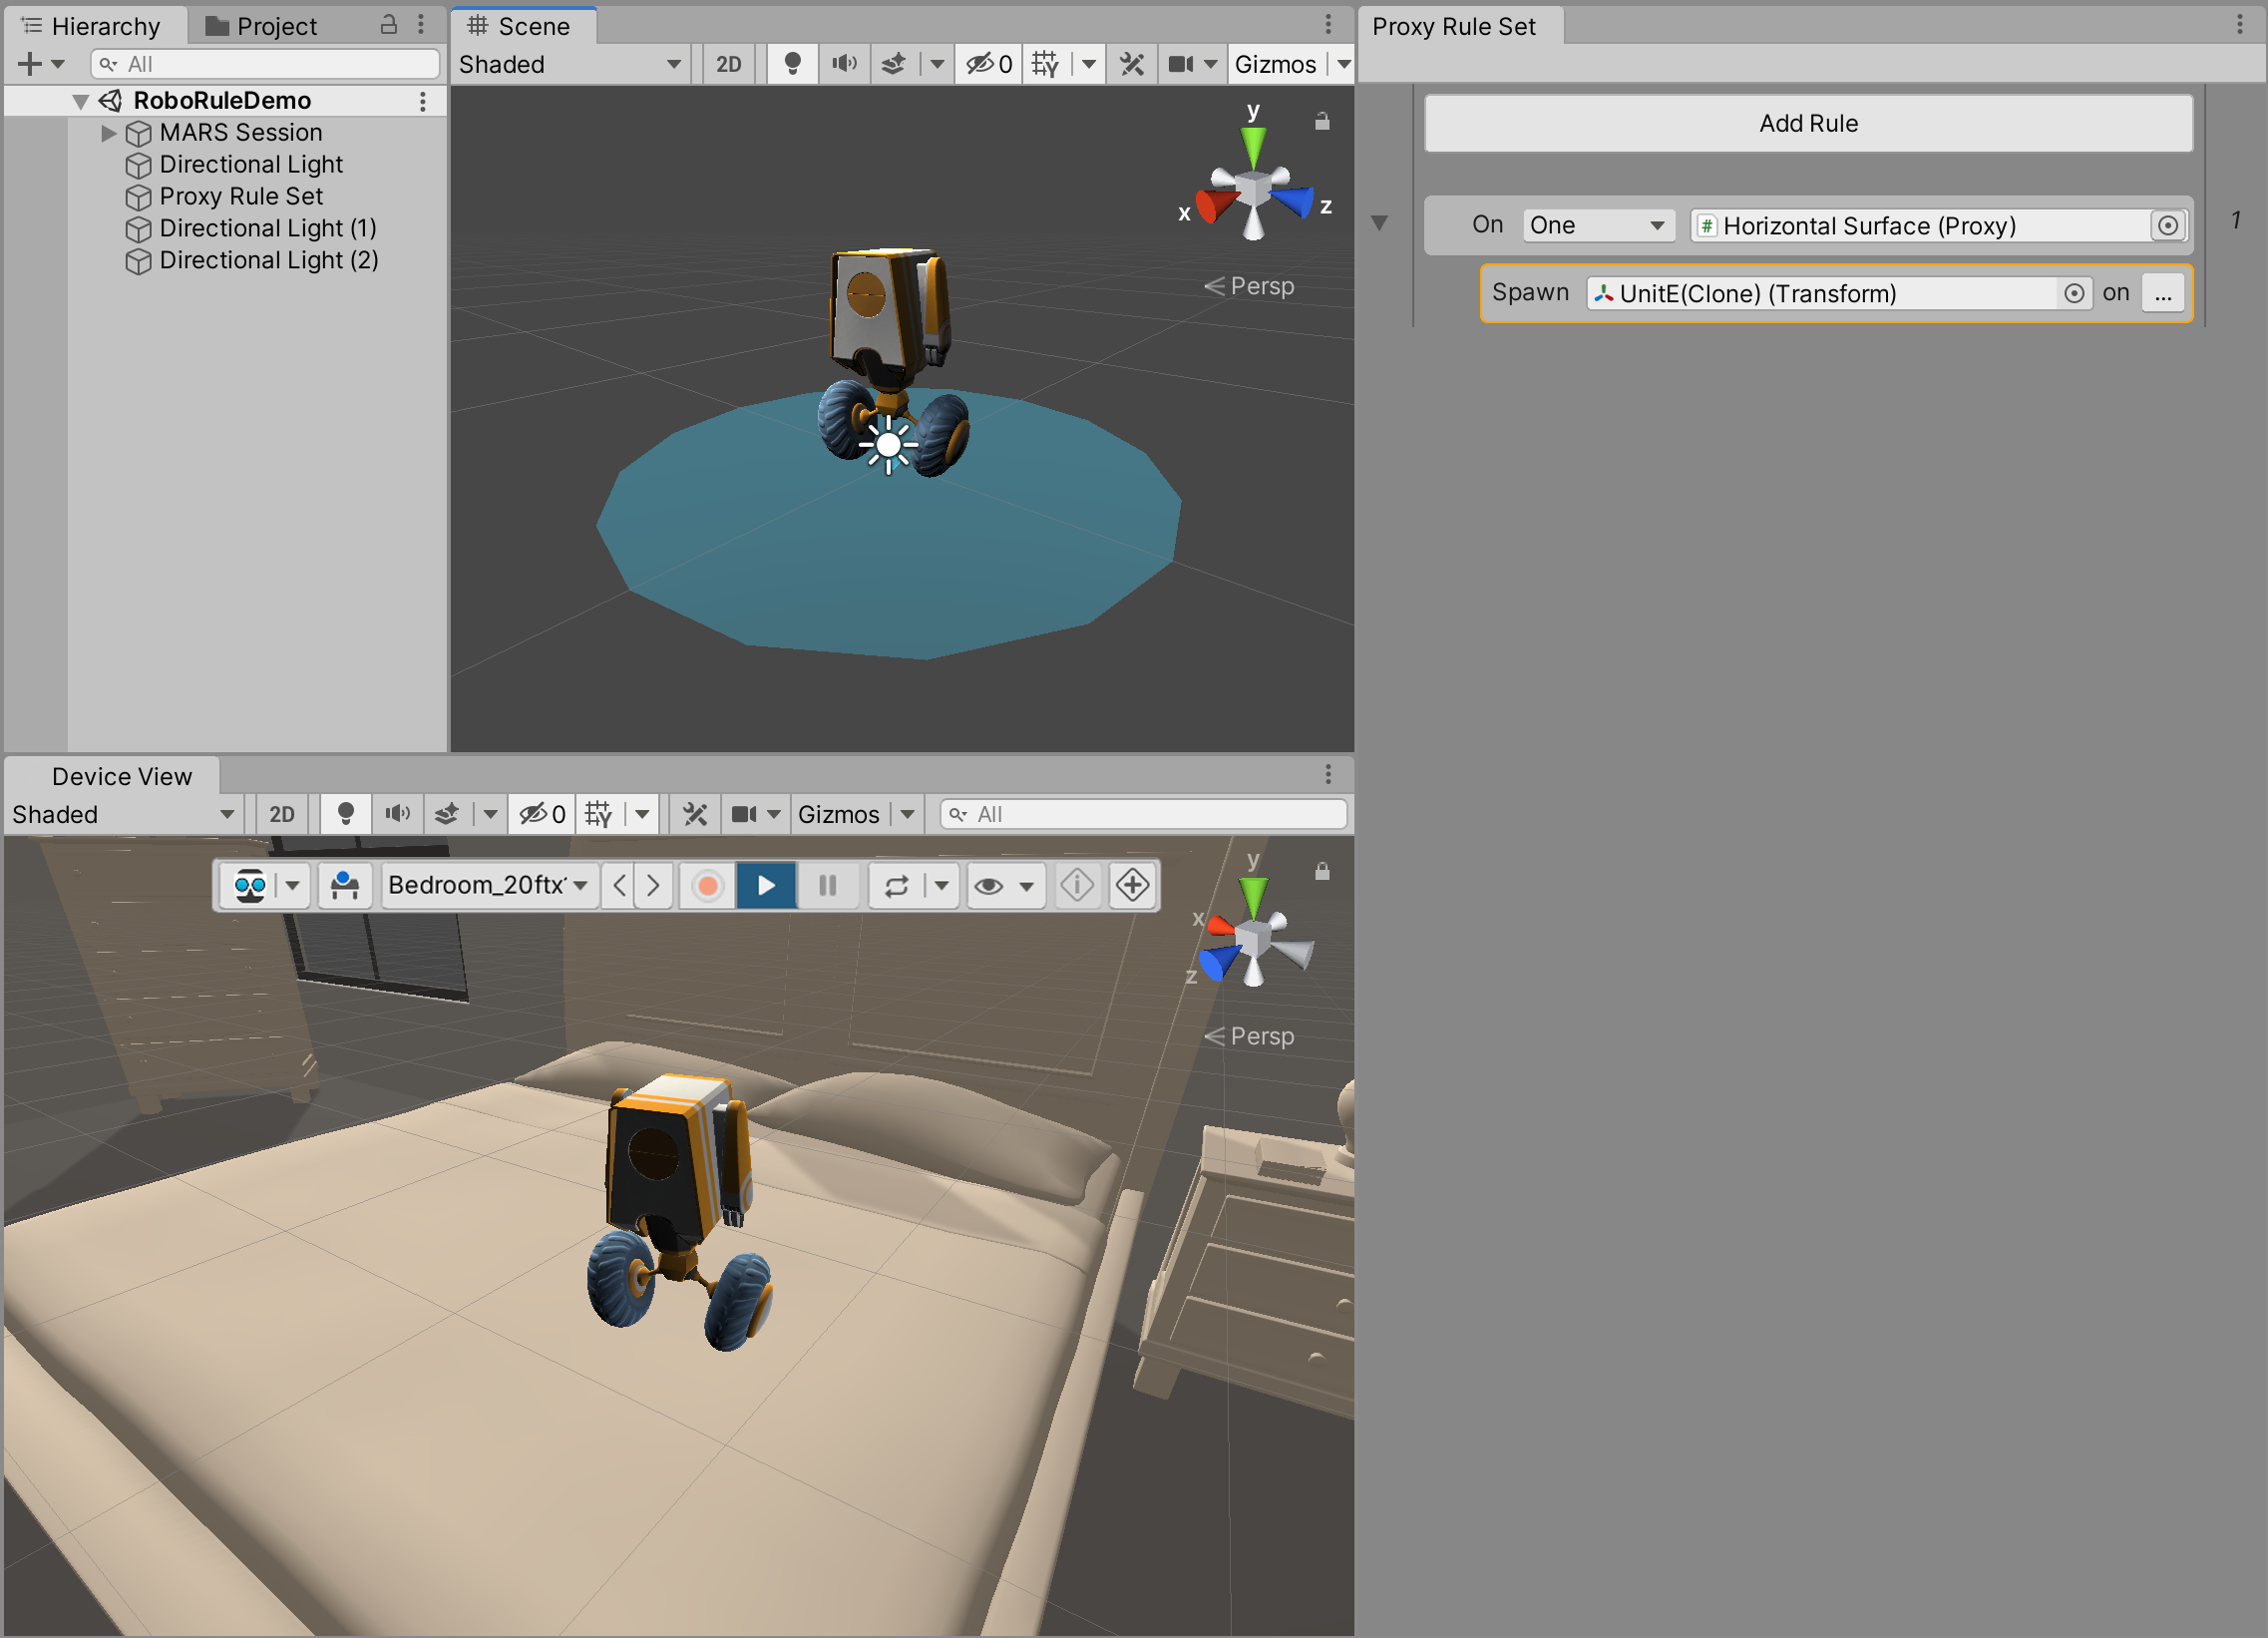 Hierarchy
Project
All
RoboRuleDemo
MARS Session
Directional Light
Proxy Rule Set
Directional Light (1)
Directional Light (2)
Scene
Shaded
2D
0
Gizmos
y
x
z
Persp
Proxy Rule Set
Add Rule
On
One
# Horizontal Surface (Proxy)
1
Spawn
UnitE(Clone) (Transform)
on
...
Device View
Shaded
2D
0
Gizmos
All
Bedroom_20ftx
y
x
z
Persp